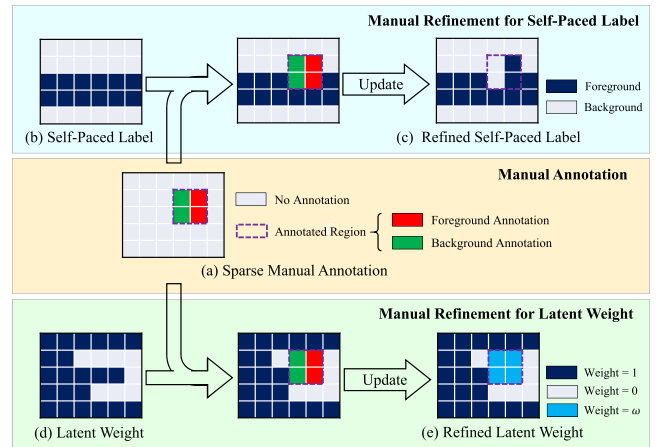 Manual Refinement for Self-Paced Label
Update
Foreground
Background
(b) Self-Paced Label
(c) Refined Self-Paced Label
Manual Annotation
No Annotation
Annotated Region
Foreground Annotation
Background Annotation
(a) Sparse Manual Annotation
Manual Refinement for Latent Weight
Update
Weight = 1
Weight = 0
Weight = ω
(d) Latent Weight
(e) Refined Latent Weight